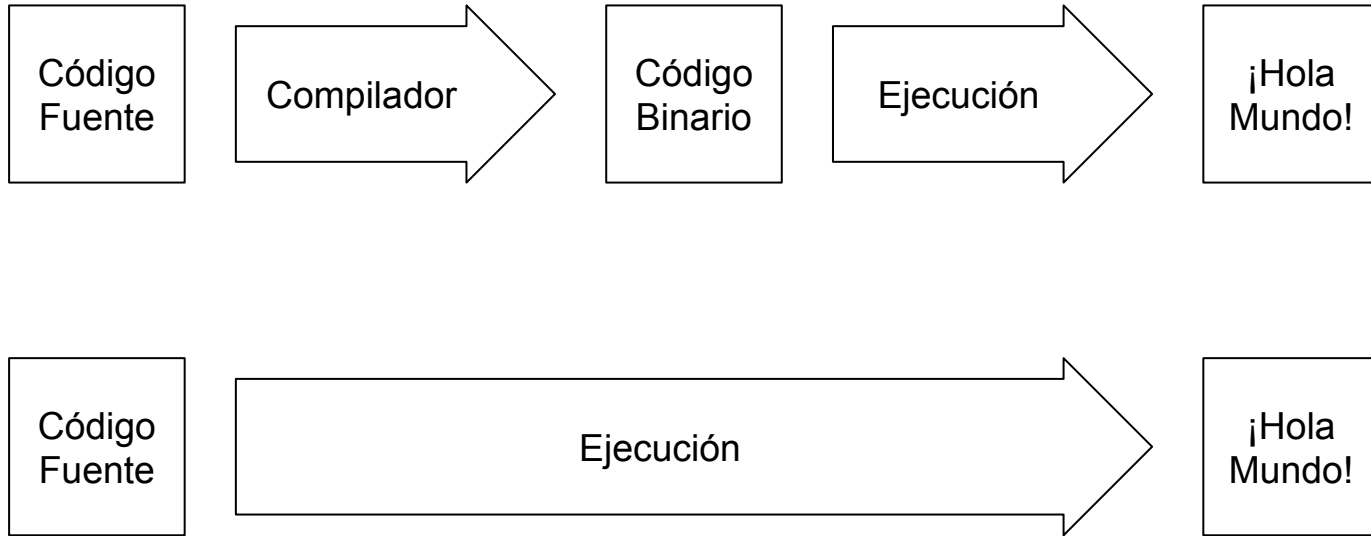 Código
Fuente
Compilador
Código
Binario
Ejecución
¡Hola
Mundo!
Código
Fuente
Ejecución
¡Hola
Mundo!